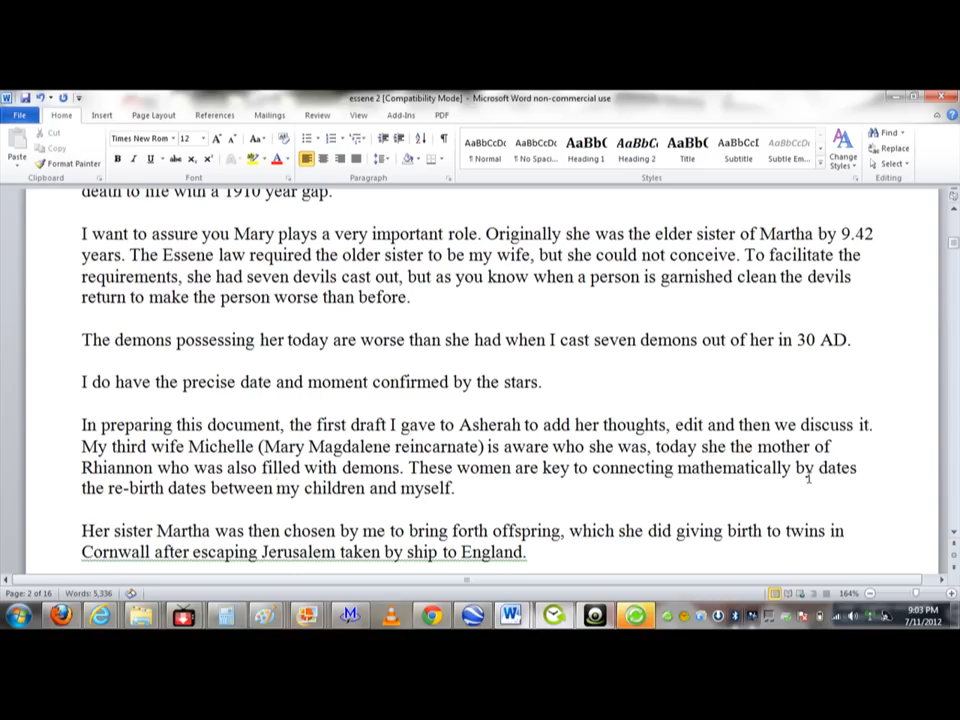 essene 2 [Compatibility Mode] - Microsoft Word non-commercial use
File Home Insert Page Layout References Mailings Review View Add-Ins PDF
Paste Cut Copy Format Painter
Times New Rom 12
AaBbCcDc AaBbCcDc AaBbC AaBbCc AaBbC AaBbCcD AaBbCcDd
¶ Normal ¶ No Spaci... Heading 1 Heading 2 Title Subtitle Subtle Em...
Change Styles
Find Replace Select
Clipboard Font Paragraph Styles Editing
death to life with a 1910 year gap.
I want to assure you Mary plays a very important role. Originally she was the elder sister of Martha by 9.42
years. The Essene law required the older sister to be my wife, but she could not conceive. To facilitate the
requirements, she had seven devils cast out, but as you know when a person is garnished clean the devils
return to make the person worse than before.
The demons possessing her today are worse than she had when I cast seven demons out of her in 30 AD.
I do have the precise date and moment confirmed by the stars.
In preparing this document, the first draft I gave to Asherah to add her thoughts, edit and then we discuss it.
My third wife Michelle (Mary Magdalene reincarnate) is aware who she was, today she the mother of
Rhiannon who was also filled with demons. These women are key to connecting mathematically by dates
the re-birth dates between my children and myself.
Her sister Martha was then chosen by me to bring forth offspring, which she did giving birth to twins in
Cornwall after escaping Jerusalem taken by ship to England.
Page: 2 of 16 Words: 5,336 164%
9:03 PM
7/11/2012